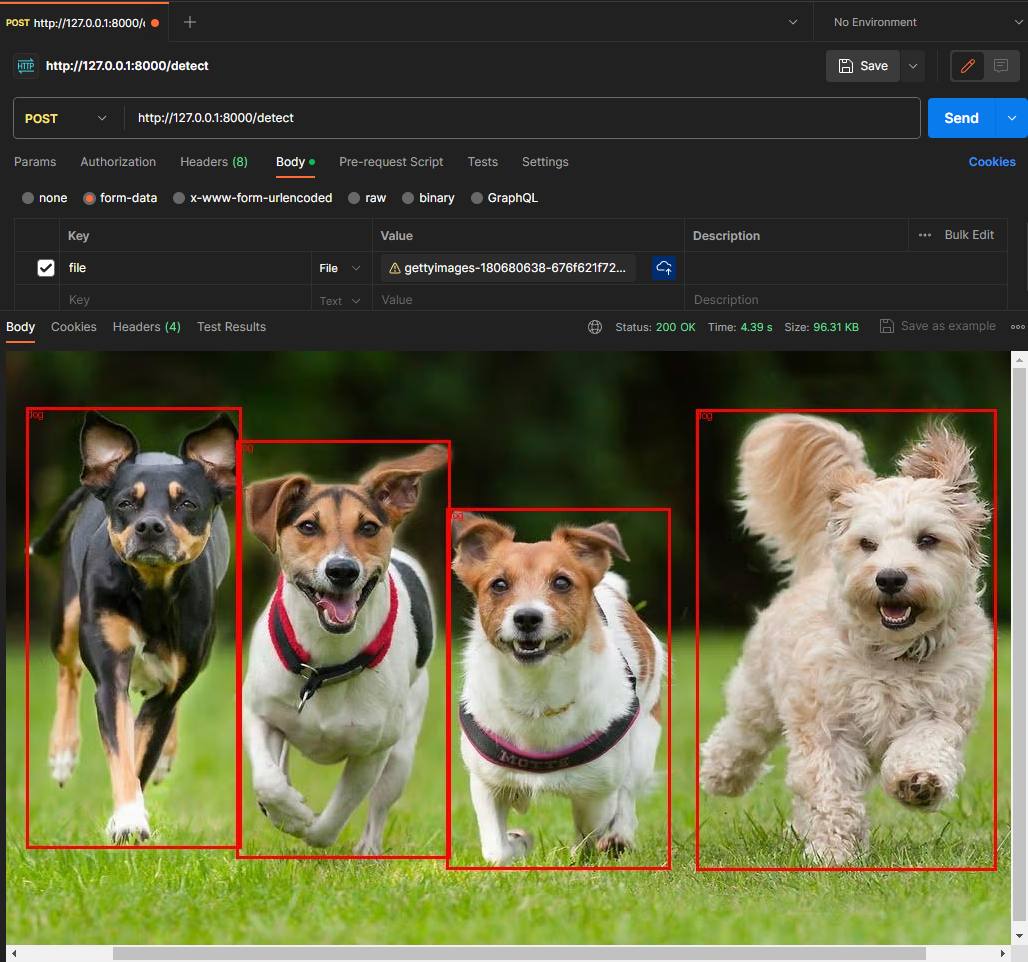 POST http://127.0.0.1:8000/
No Environment
HTTP http://127.0.0.1:8000/detect
Save
POST http://127.0.0.1:8000/detect
Send
Params Authorization Headers (8) Body Pre-request Script Tests Settings Cookies
none form-data x-www-form-urlencoded raw binary GraphQL
Key Value Description Bulk Edit
file File gettyimages-180680638-676f621f72...
Key Text Value Description
Body Cookies Headers (4) Test Results Status: 200 OK Time: 4.39 s Size: 96.31 KB Save as example
dog
dog
MUTTS